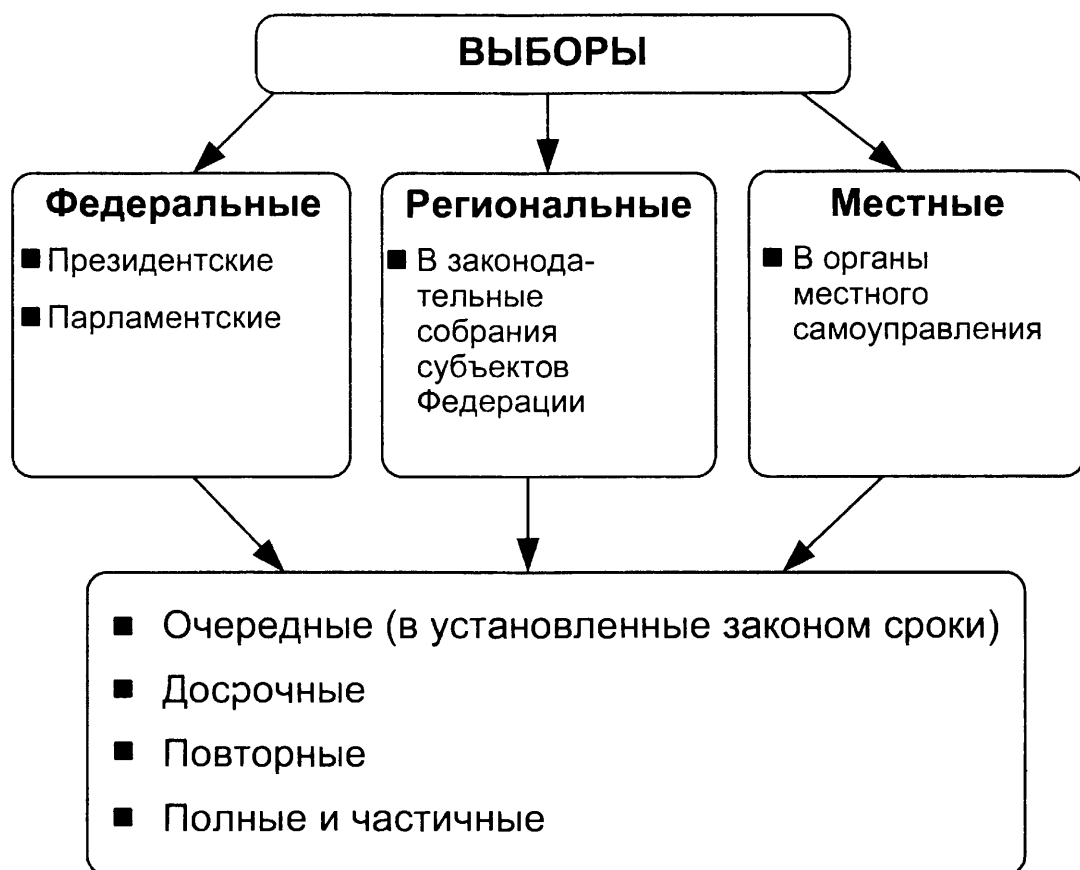 ВЫБОРЫ
Федеральные
■ Президентские
■ Парламентские
Региональные
■ В законода-
тельные
собрания
субъектов
Федерации
Местные
■ В органы
местного
самоуправления
■ Очередные (в установленные законом сроки)
■ Досрочные
■ Повторные
■ Полные и частичные